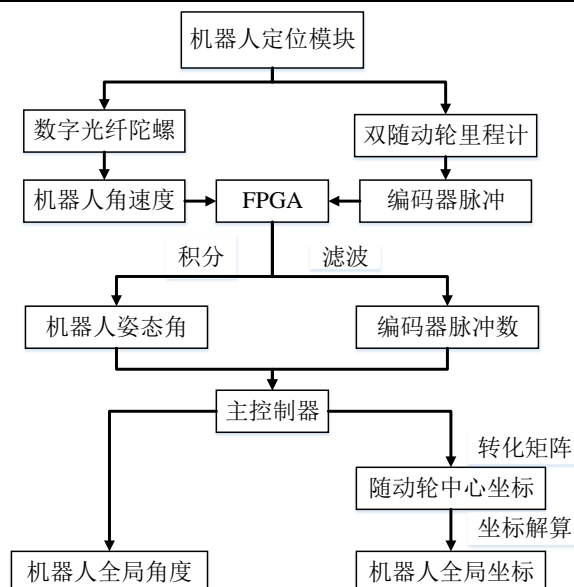 机器人定位模块
数字光纤陀螺
双随动轮里程计
机器人角速度
FPGA
编码器脉冲
积分
滤波
机器人姿态角
编码器脉冲数
主控制器
转化矩阵
随动轮中心坐标
坐标解算
机器人全局角度
机器人全局坐标